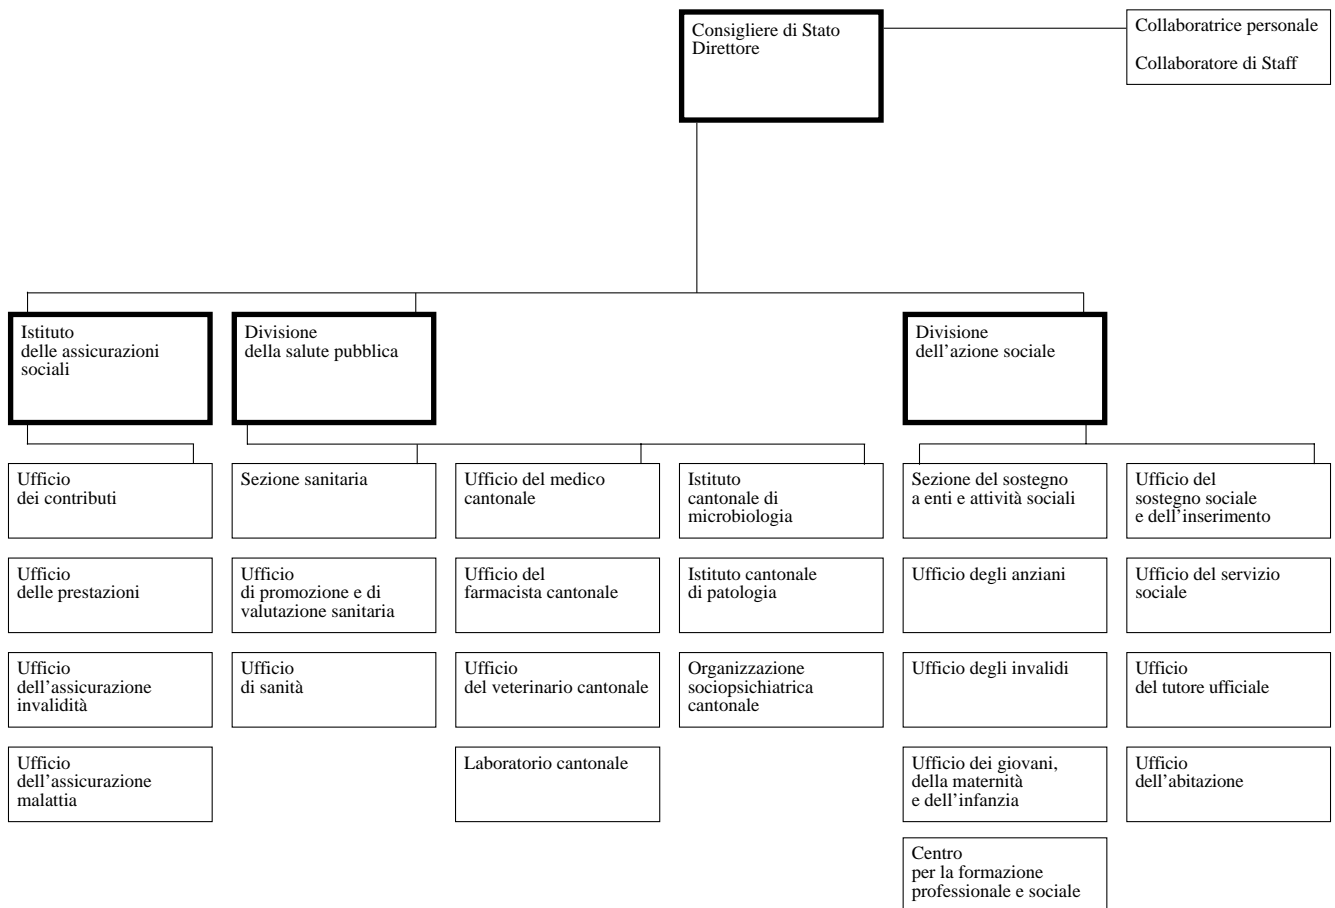 Consigliere di Stato
Direttore
Collaboratrice personale
Collaboratore di Staff
Istituto
delle assicurazioni
sociali
Divisione
della salute pubblica
Divisione
dell’azione sociale
Ufficio
dei contributi
Sezione sanitaria
Ufficio del medico
cantonale
Istituto
cantonale di
microbiologia
Sezione del sostegno
a enti e attività sociali
Ufficio del
sostegno sociale
e dell’inserimento
Ufficio
delle prestazioni
Ufficio
di promozione e di
valutazione sanitaria
Ufficio del
farmacista cantonale
Istituto cantonale
di patologia
Ufficio degli anziani
Ufficio del servizio
sociale
Ufficio
dell’assicurazione
invalidità
Ufficio
di sanità
Ufficio
del veterinario cantonale
Organizzazione
sociopsichiatrica
cantonale
Ufficio degli invalidi
Ufficio
del tutore ufficiale
Ufficio
dell’assicurazione
malattia
Laboratorio cantonale
Ufficio dei giovani,
della maternità
e dell’infanzia
Ufficio
dell’abitazione
Centro
per la formazione
professionale e sociale